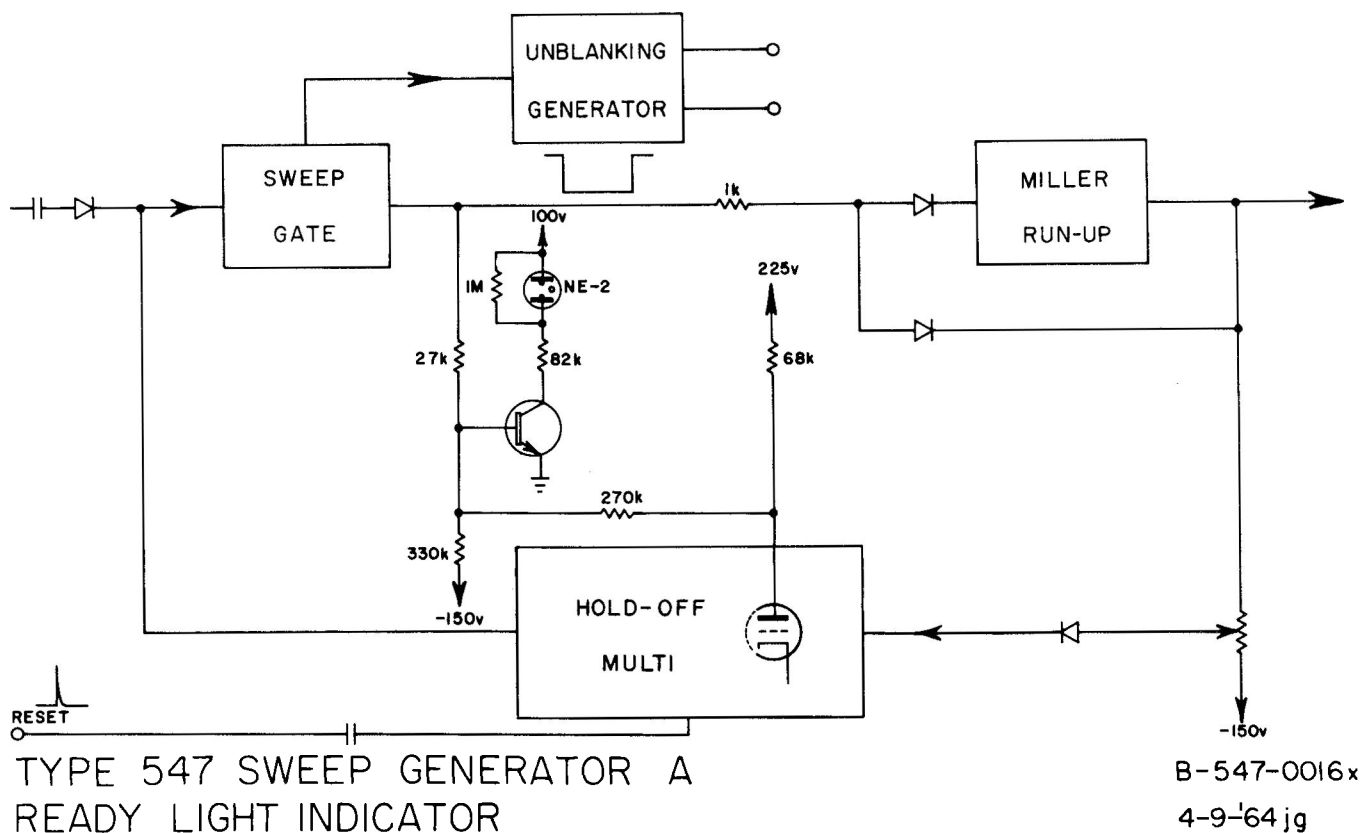 UNBLANKING
GENERATOR
SWEEP
GATE
1k
MILLER
RUN-UP
100v
1M
NE-2
225v
27k
82k
68k
270k
330k
-150v
HOLD-OFF
MULTI
RESET
-150v
TYPE 547 SWEEP GENERATOR A
READY LIGHT INDICATOR
B-547-0016x
4-9-'64 jg